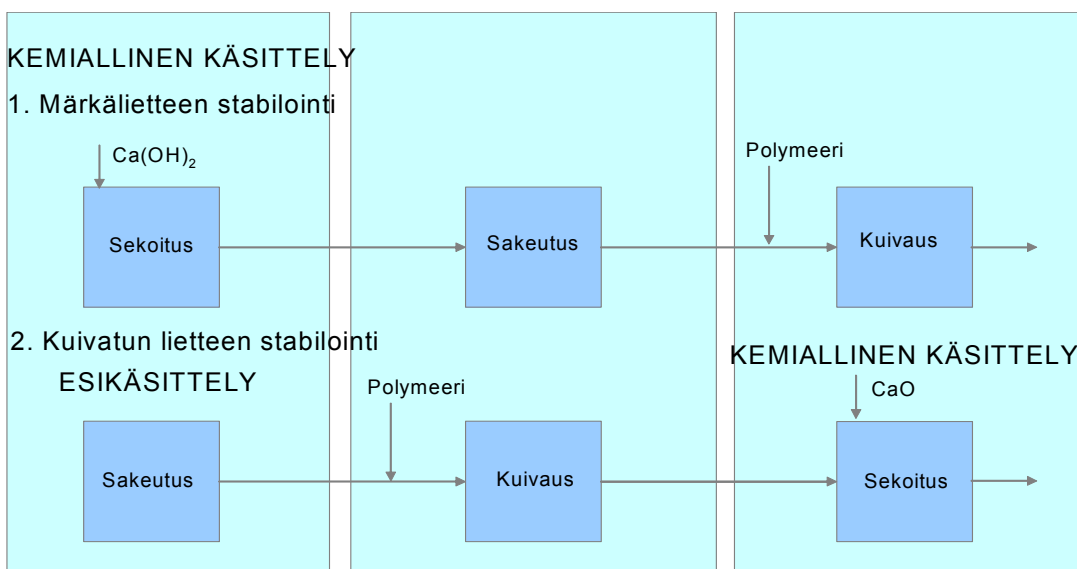 KEMIALLINEN KÄSITTELY
1. Märkälietteen stabilointi
Ca(OH)₂
Polymeeri
Sekoitus
Sakeutus
Kuivaus
2. Kuivatun lietteen stabilointi
ESIKÄSITTELY
KEMIALLINEN KÄSITTELY
Polymeeri
CaO
Sakeutus
Kuivaus
Sekoitus